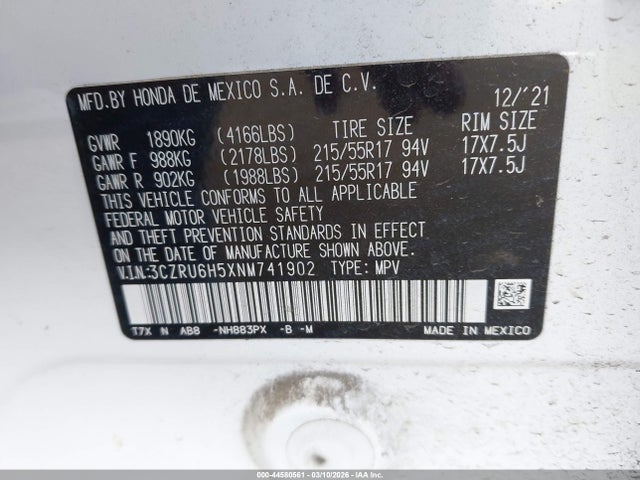 MFD.BY HONDA DE MEXICO S.A. DE C.V. 12/'21
GVWR 1890KG (4166LBS) TIRE SIZE RIM SIZE
GAWR F 988KG (2178LBS) 215/55R17 94V 17X7.5J
GAWR R 902KG (1988LBS) 215/55R17 94V 17X7.5J
THIS VEHICLE CONFORMS TO ALL APPLICABLE
FEDERAL MOTOR VEHICLE SAFETY
AND THEFT PREVENTION STANDARDS IN EFFECT
ON THE DATE OF MANUFACTURE SHOWN ABOVE.
V.I.N:3CZRU6H5XNM741902 TYPE: MPV
T7X N AB8 -NH883PX -B -M MADE IN MEXICO
000-44580561 - 03/10/2026 - IAAI.COM